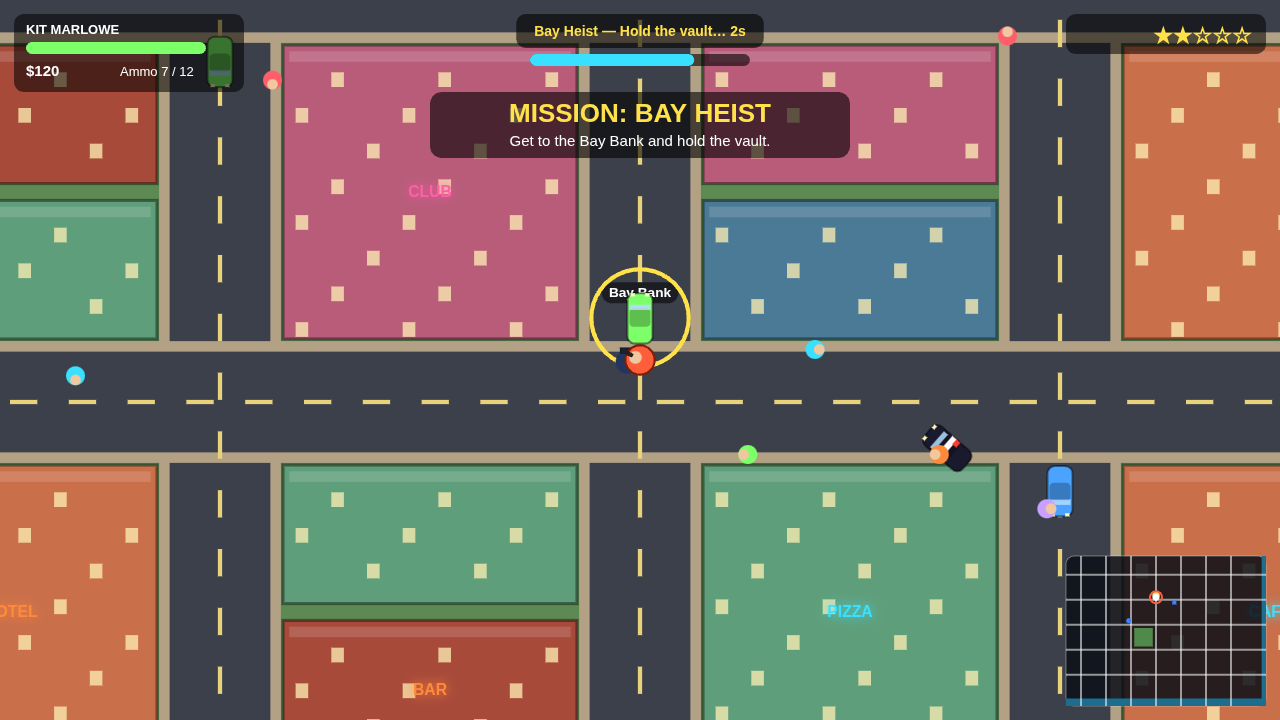 KIT MARLOWE
$120
Ammo 7 / 12
Bay Heist — Hold the vault… 2s
★★☆☆☆
MISSION: BAY HEIST
Get to the Bay Bank and hold the vault.
CLUB
Bay Bank
OTEL
PIZZA
CAF
BAR